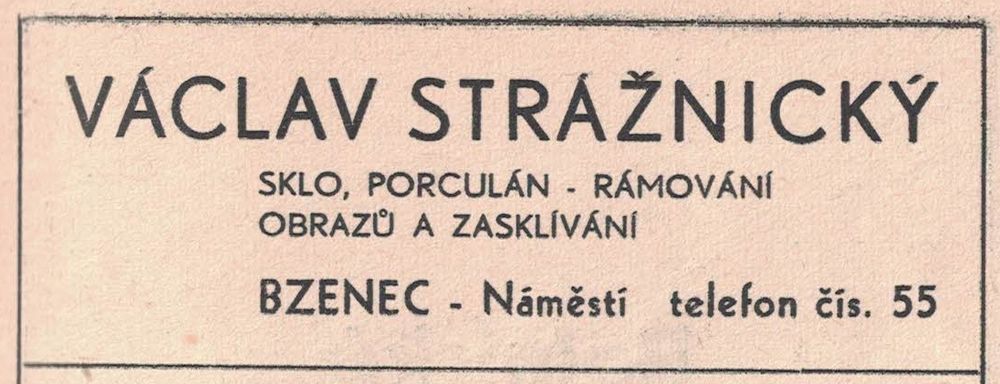 VÁCLAV STRÁŽNICKÝ
SKLO, PORCULÁN - RÁMOVÁNÍ
OBRAZŮ A ZASKLÍVÁNÍ
BZENEC - Náměstí telefon čís. 55